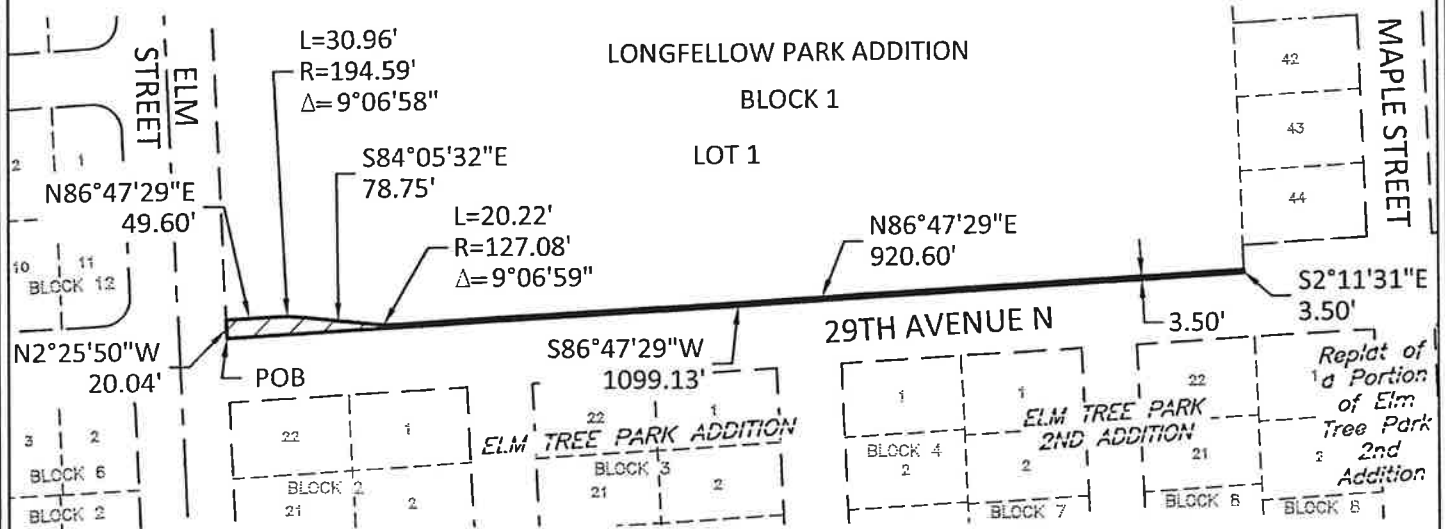 L=30.96'
R=194.59'
Δ=9°06'58"
LONGFELLOW PARK ADDITION
BLOCK 1
LOT 1
ELM
STREET
MAPLE STREET
42
43
44
S84°05'32"E
78.75'
N86°47'29"E
49.60'
L=20.22'
R=127.08'
Δ=9°06'59"
N86°47'29"E
920.60'
2
1
10
11
BLOCK 12
S2°11'31"E
3.50'
3.50'
29TH AVENUE N
N2°25'50"W
20.04'
POB
S86°47'29"W
1099.13'
3
2
BLOCK 6
BLOCK 2
22
1
BLOCK 2
21
2
ELM TREE PARK ADDITION
22
1
BLOCK 3
21
2
1
1
BLOCK 4
2
2
ELM TREE PARK
2ND ADDITION
BLOCK 7
22
21
BLOCK 8
1
2
BLOCK 8
Replat of
a Portion
of Elm
Tree Park
2nd
Addition